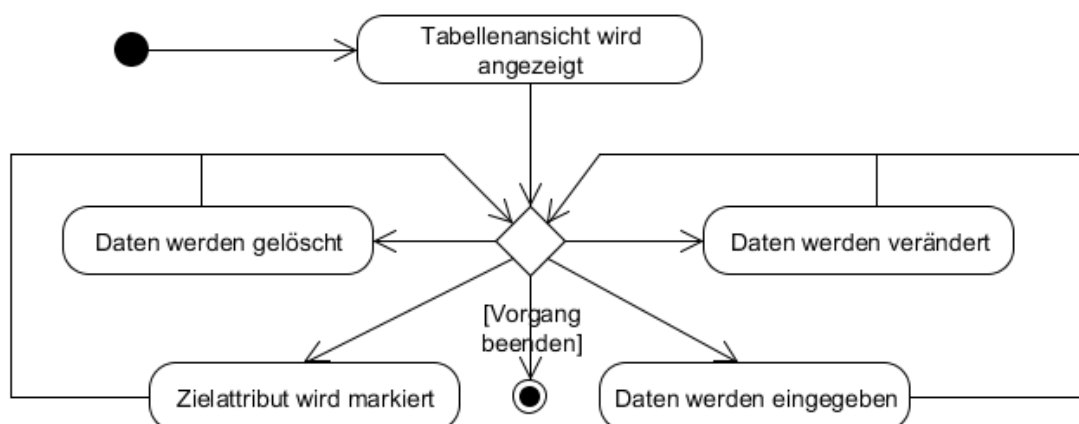 Tabellenansicht wird
angezeigt
Daten werden gelöscht
Daten werden verändert
[Vorgang
beenden]
Zielattribut wird markiert
Daten werden eingegeben